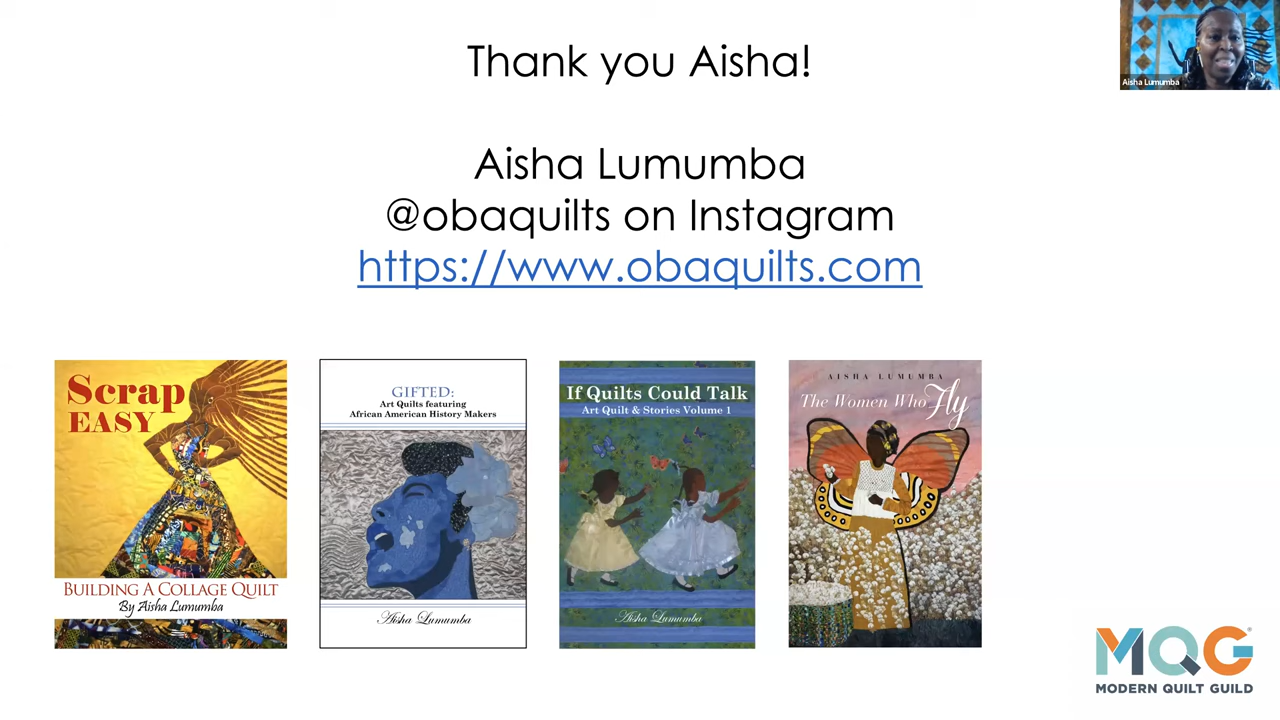 Thank you Aisha!
Aisha Lumumba
Aisha Lumumba
@obaquilts on Instagram
https://www.obaquilts.com
Scrap
EASY
BUILDING A COLLAGE QUILT
By Aisha Lumumba
GIFTED:
Art Quilts featuring
African American History Makers
Aisha Lumumba
If Quilts Could Talk
Art Quilt & Stories Volume 1
Aisha Lumumba
AISHA LUMUMBA
The Women Who Fly
MQG®
MODERN QUILT GUILD